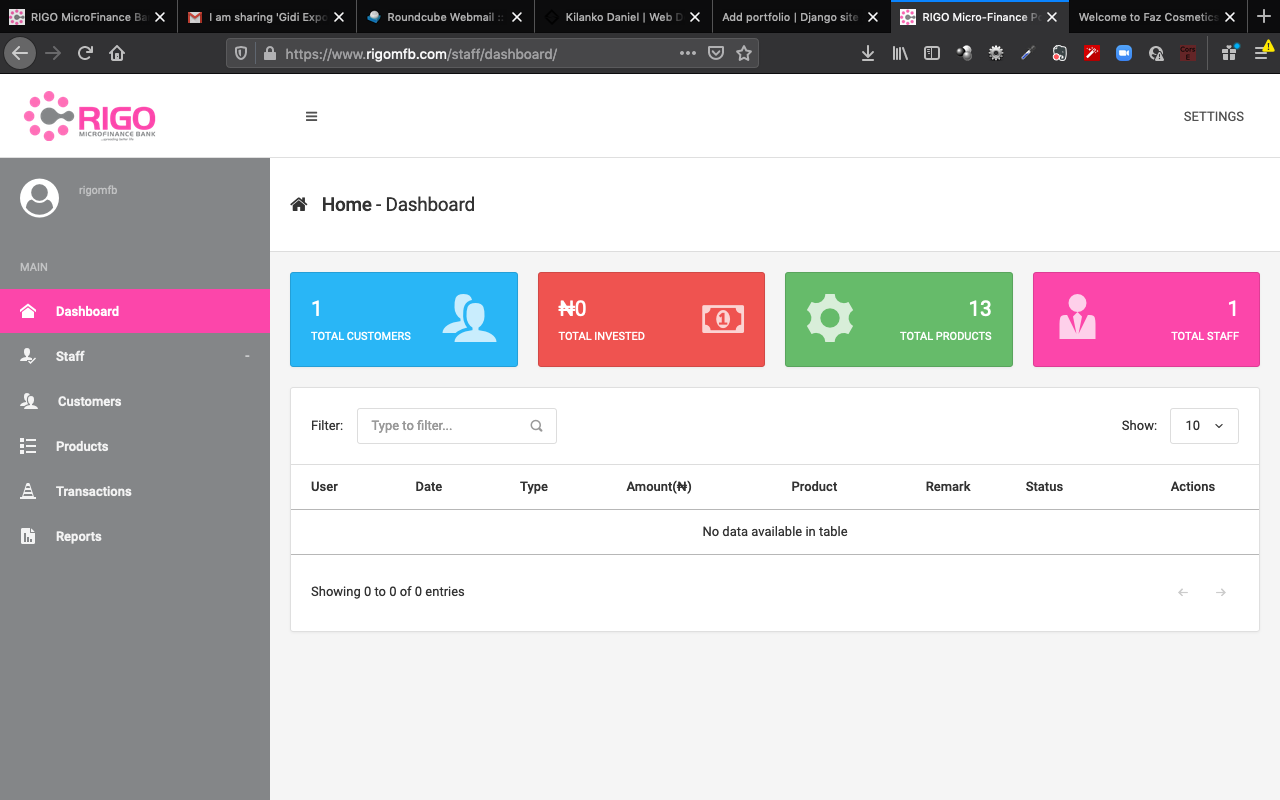 RIGO MicroFinance Ba
I am sharing 'Gidi Expo
Roundcube Webmail ::
Kilanko Daniel | Web D
Add portfolio | Django site
RIGO Micro-Finance Po
Welcome to Faz Cosmetics
https://www.rigomfb.com/staff/dashboard/
RIGO
MICROFINANCE BANK
SETTINGS
rigomfb
Home - Dashboard
MAIN
Dashboard
Staff -
Customers
Products
Transactions
Reports
1
TOTAL CUSTOMERS
₦0
TOTAL INVESTED
1
13
TOTAL PRODUCTS
1
TOTAL STAFF
Filter: Type to filter... Show: 10
User Date Type Amount(₦) Product Remark Status Actions
No data available in table
Showing 0 to 0 of 0 entries